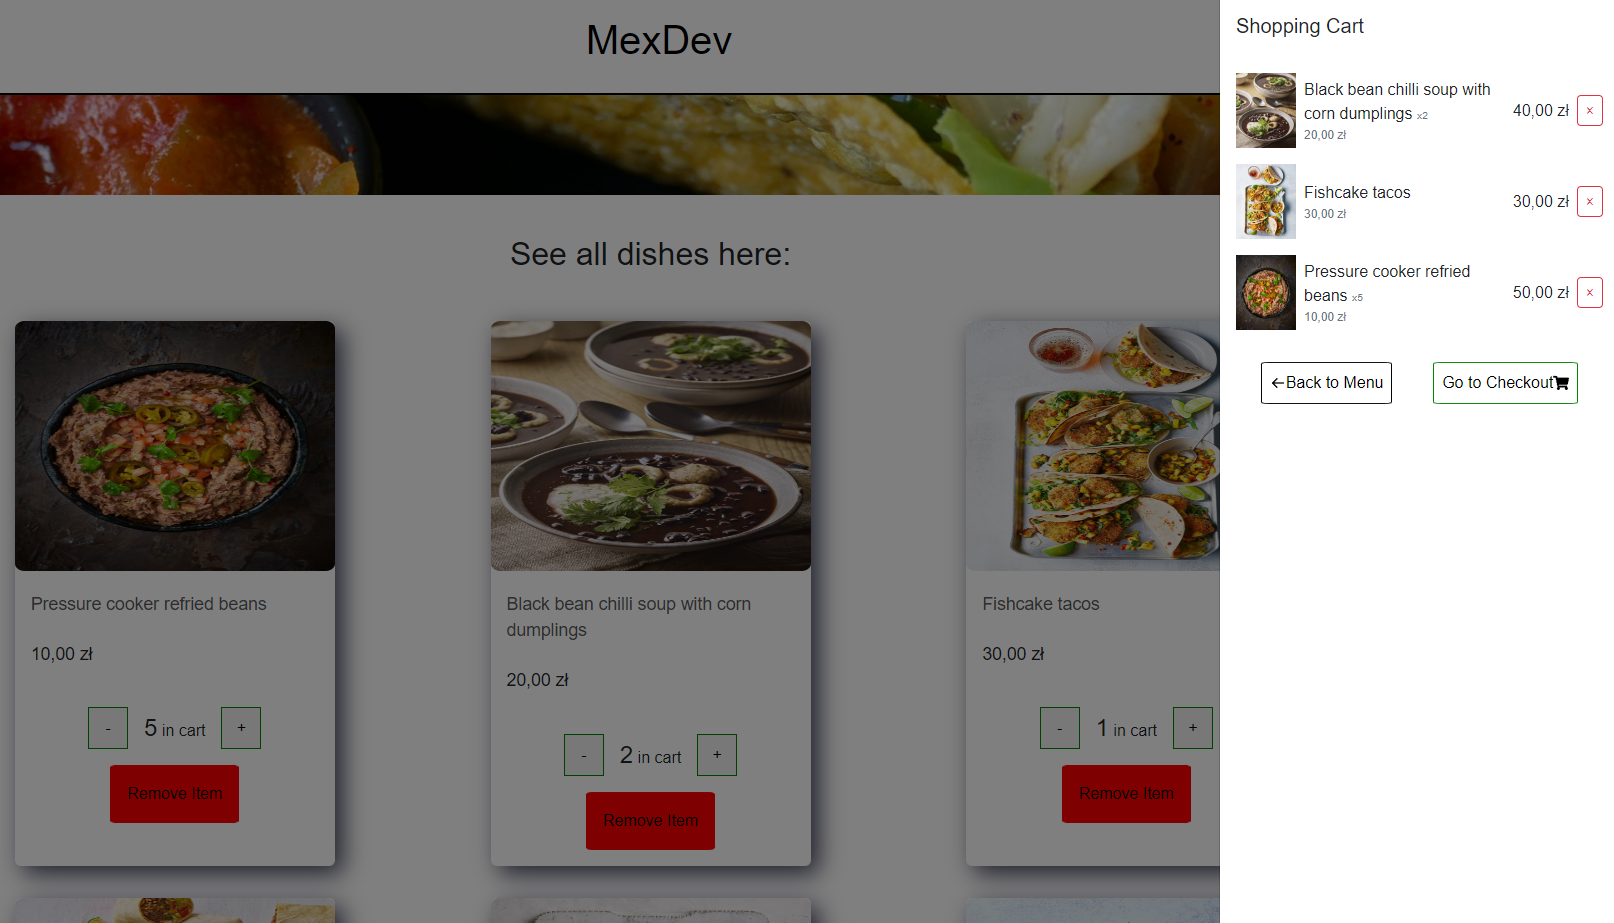 MexDev
See all dishes here:
Pressure cooker refried beans
10,00 zł
- 5 in cart +
Remove Item
Black bean chilli soup with corn
dumplings
20,00 zł
- 2 in cart +
Remove Item
Fishcake tacos
30,00 zł
- 1 in cart +
Remove Item
Shopping Cart
Black bean chilli soup with
corn dumplings x2
20,00 zł
40,00 zł ×
Fishcake tacos
30,00 zł
30,00 zł ×
Pressure cooker refried
beans x5
10,00 zł
50,00 zł ×
←Back to Menu
Go to Checkout